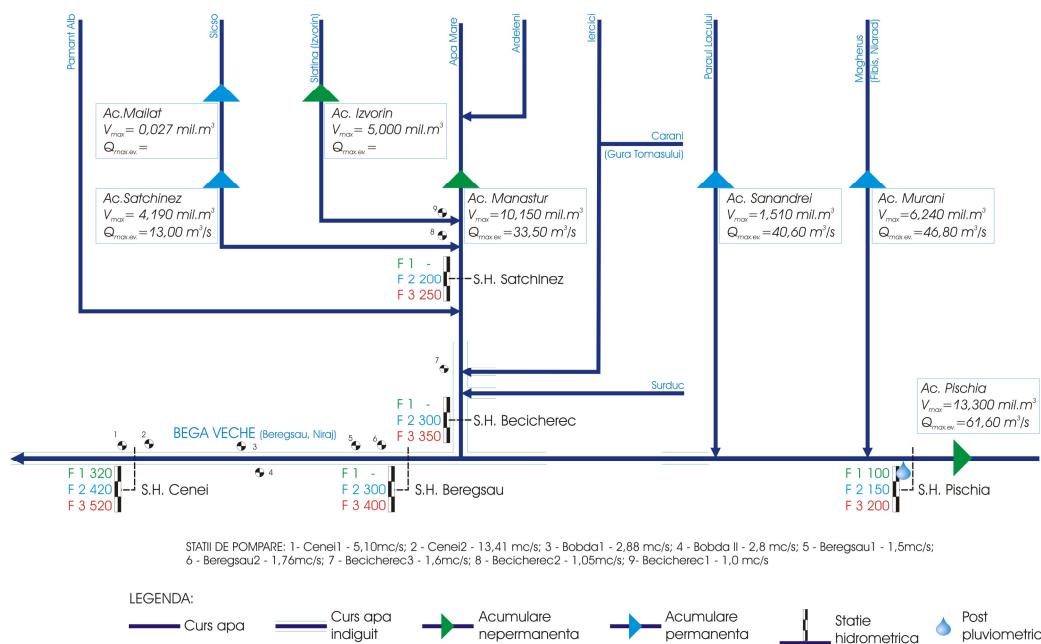 Pamant Alb
Sicso
Slatina (Izvorin)
Apa Mare
Ardeleni
Iercici
Paraul Lacului
Magherus
(Fibis, Niarad)
Ac.Mailat
Vmax= 0,027 mil.m³
Qmax.ev. =
Ac. Izvorin
Vmax= 5,000 mil.m³
Qmax.ev. =
Carani
(Gura Tomasului)
Ac.Satchinez
Vmax= 4,190 mil.m³
Qmax.ev. =13,00 m³/s
Ac. Manastur
Vmax=10,150 mil.m³
Qmax.ev. =33,50 m³/s
Ac. Sanandrei
Vmax=1,510 mil.m³
Qmax.ev. =40,60 m³/s
Ac. Murani
Vmax=6,240 mil.m³
Qmax.ev. =46,80 m³/s
9
8
F 1 -
F 2 200
F 3 250
S.H. Satchinez
7
Surduc
F 1 -
F 2 300
F 3 350
S.H. Becicherec
Ac. Pischia
Vmax=13,300 mil.m³
Qmax.ev. =61,60 m³/s
BEGA VECHE (Beregsau, Niraj)
1
2
3
4
5
6
F 1 320
F 2 420
F 3 520
S.H. Cenei
F 1 -
F 2 300
F 3 400
S.H. Beregsau
F 1 100
F 2 150
F 3 200
S.H. Pischia
STATII DE POMPARE: 1- Cenei1 - 5,10mc/s; 2 - Cenei2 - 13,41 mc/s; 3 - Bobda1 - 2,88 mc/s; 4 - Bobda II - 2,8 mc/s; 5 - Beregsau1 - 1,5mc/s;
6 - Beregsau2 - 1,76mc/s; 7 - Becicherec3 - 1,6mc/s; 8 - Becicherec2 - 1,05mc/s; 9- Becicherec1 - 1,0 mc/s
LEGENDA:
Curs apa
Curs apa
indiguit
Acumulare
nepermanenta
Acumulare
permanenta
Statie
hidrometrica
Post
pluviometric